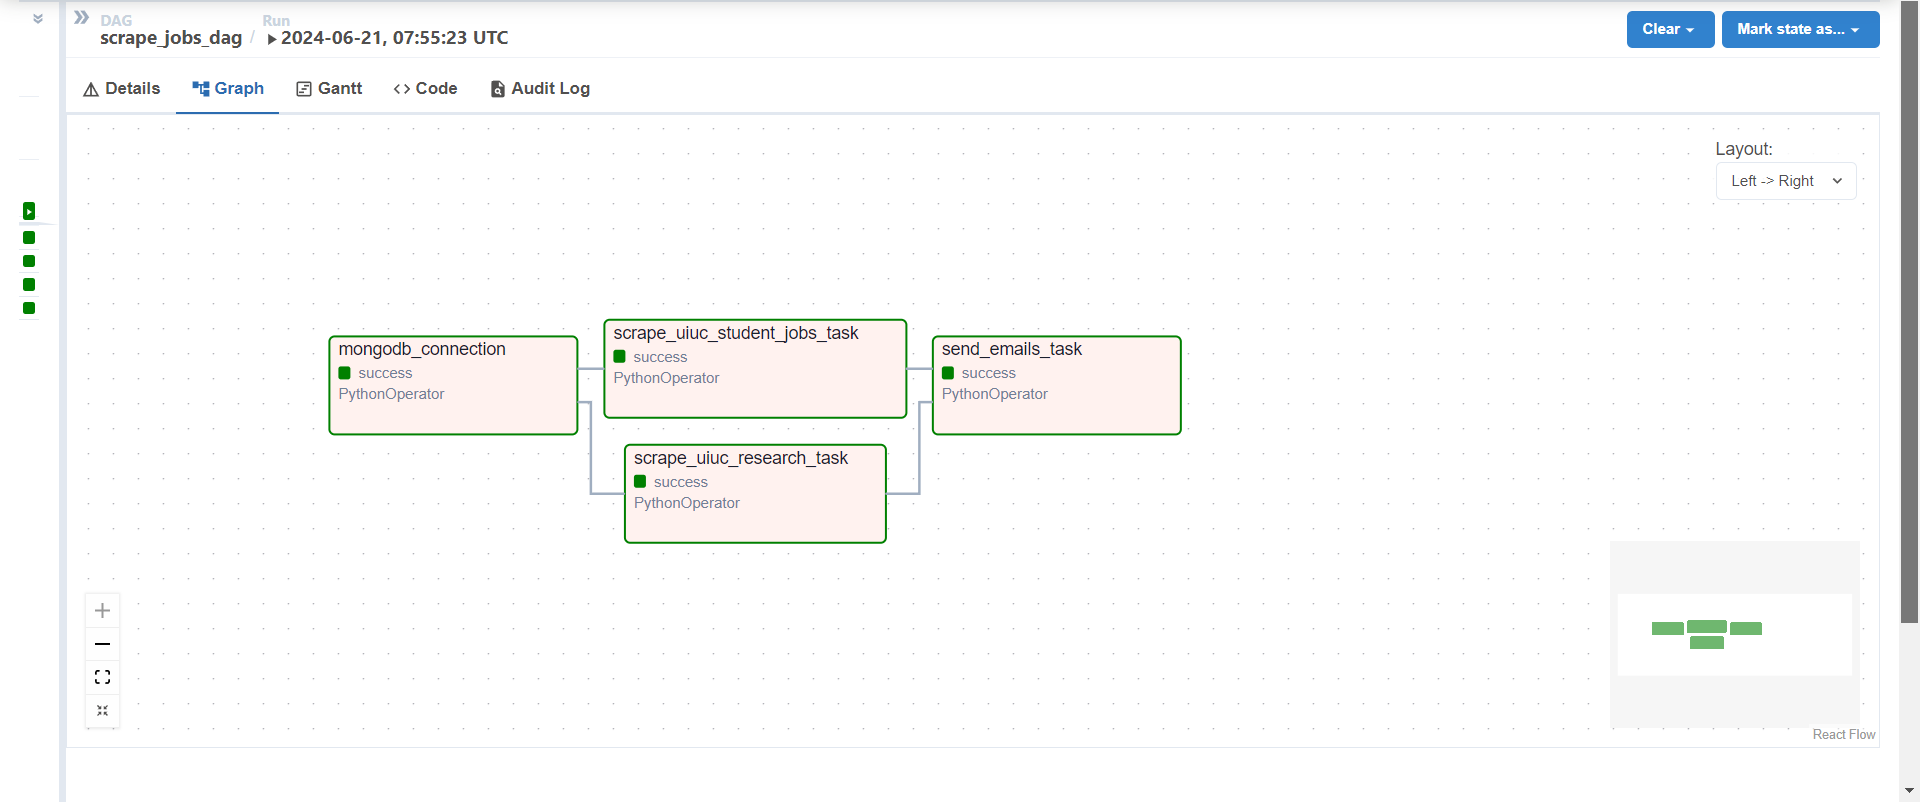 DAG
scrape_jobs_dag
/
Run
2024-06-21, 07:55:23 UTC
Clear
Mark state as...
Details
Graph
Gantt
Code
Audit Log
Layout:
Left -> Right
mongodb_connection
success
PythonOperator
scrape_uiuc_student_jobs_task
success
PythonOperator
send_emails_task
success
PythonOperator
scrape_uiuc_research_task
success
PythonOperator
React Flow